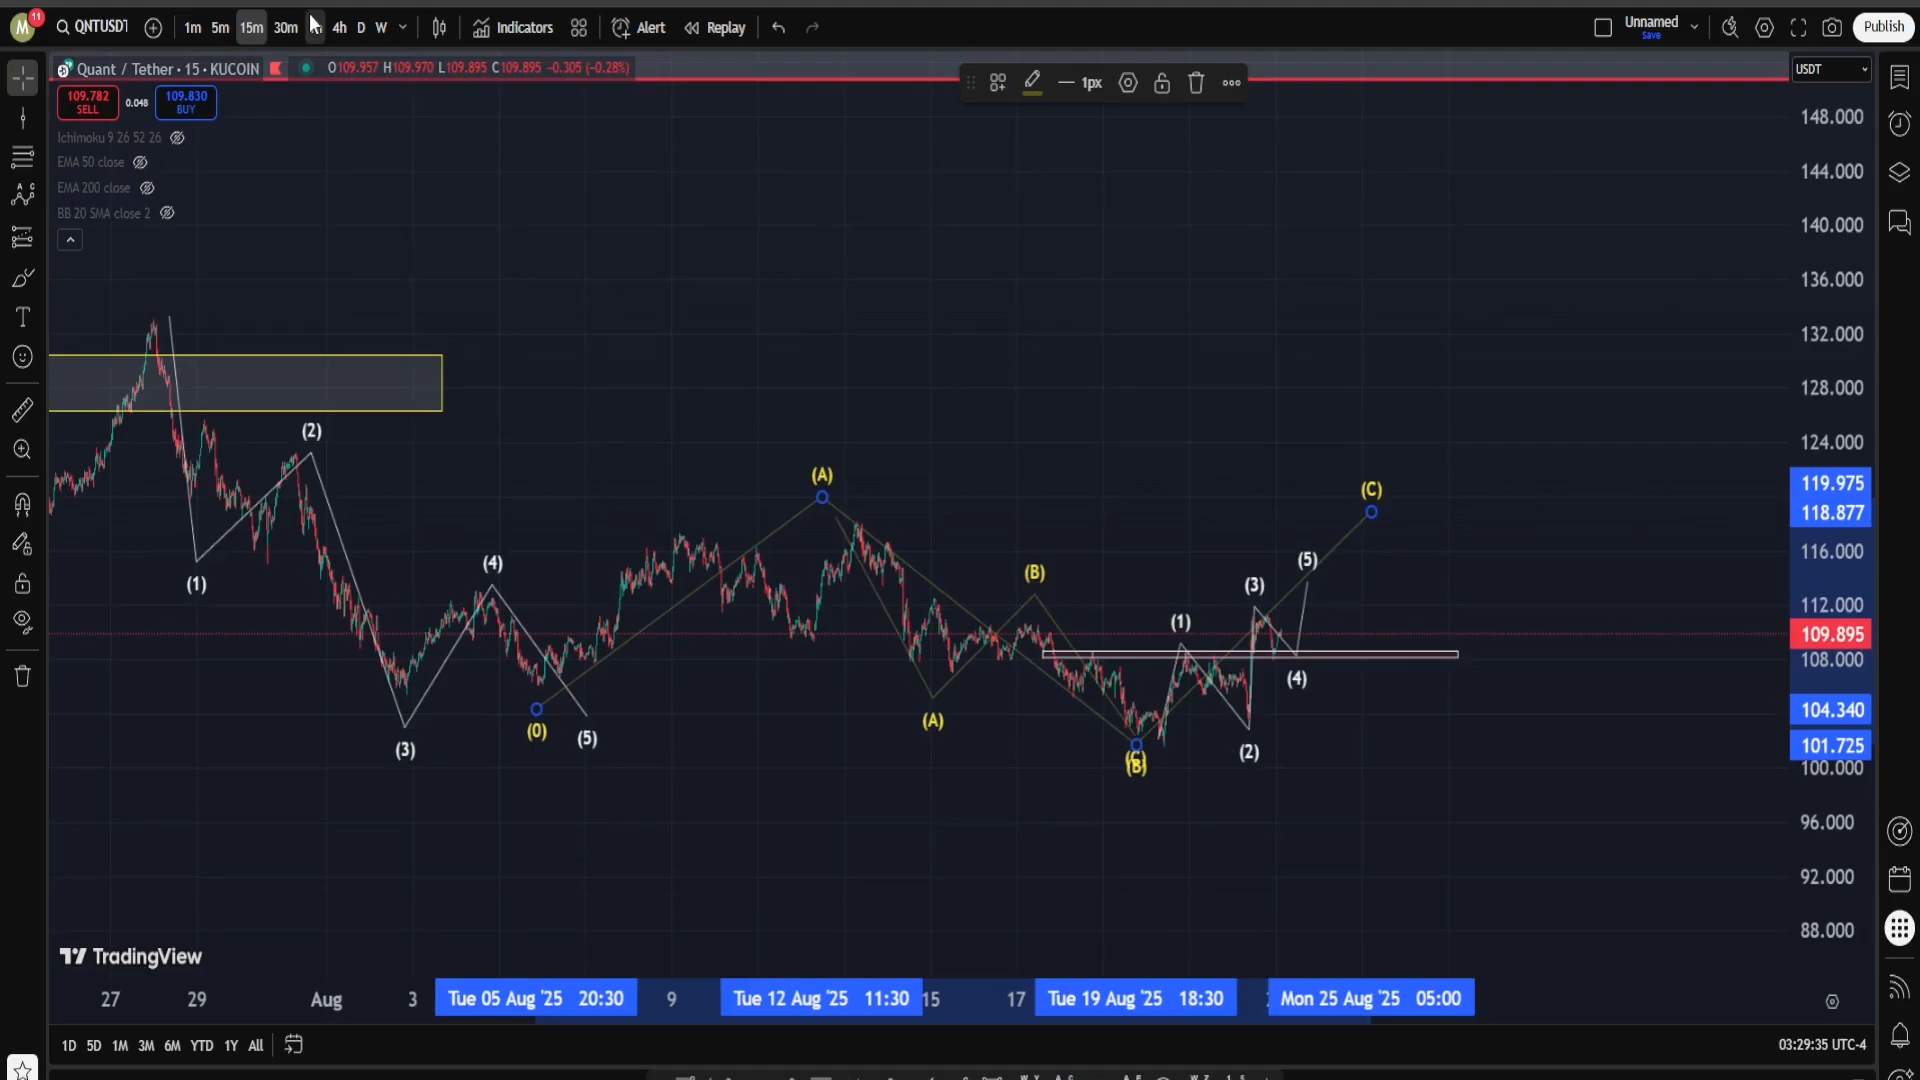 M 11 QNTUSDT 1m 5m 15m 30m 4h D W Indicators Alert Replay Unnamed Save Publish
Quant / Tether · 15 · KUCOIN O109.957 H109.970 L109.895 C109.895 -0.305 (-0.28%)
1px
USDT
109.782 SELL 0.048 109.830 BUY
Ichimoku 9 26 52 26
EMA 50 close
EMA 200 close
BB 20 SMA close 2
148.000
144.000
140.000
136.000
132.000
128.000
124.000
119.975
118.877
116.000
112.000
109.895
108.000
104.340
101.725
100.000
96.000
92.000
88.000
(2)
(A)
(C)
(4)
(B)
(5)
(1)
(3)
(1)
(4)
(A)
(0)
(5)
(3)
(2)
(C)
(B)
TradingView
27 29 Aug 3 Tue 05 Aug '25 20:30 9 Tue 12 Aug '25 11:30 15 17 Tue 19 Aug '25 18:30 Mon 25 Aug '25 05:00
1D 5D 1M 3M 6M YTD 1Y All 03:29:35 UTC-4